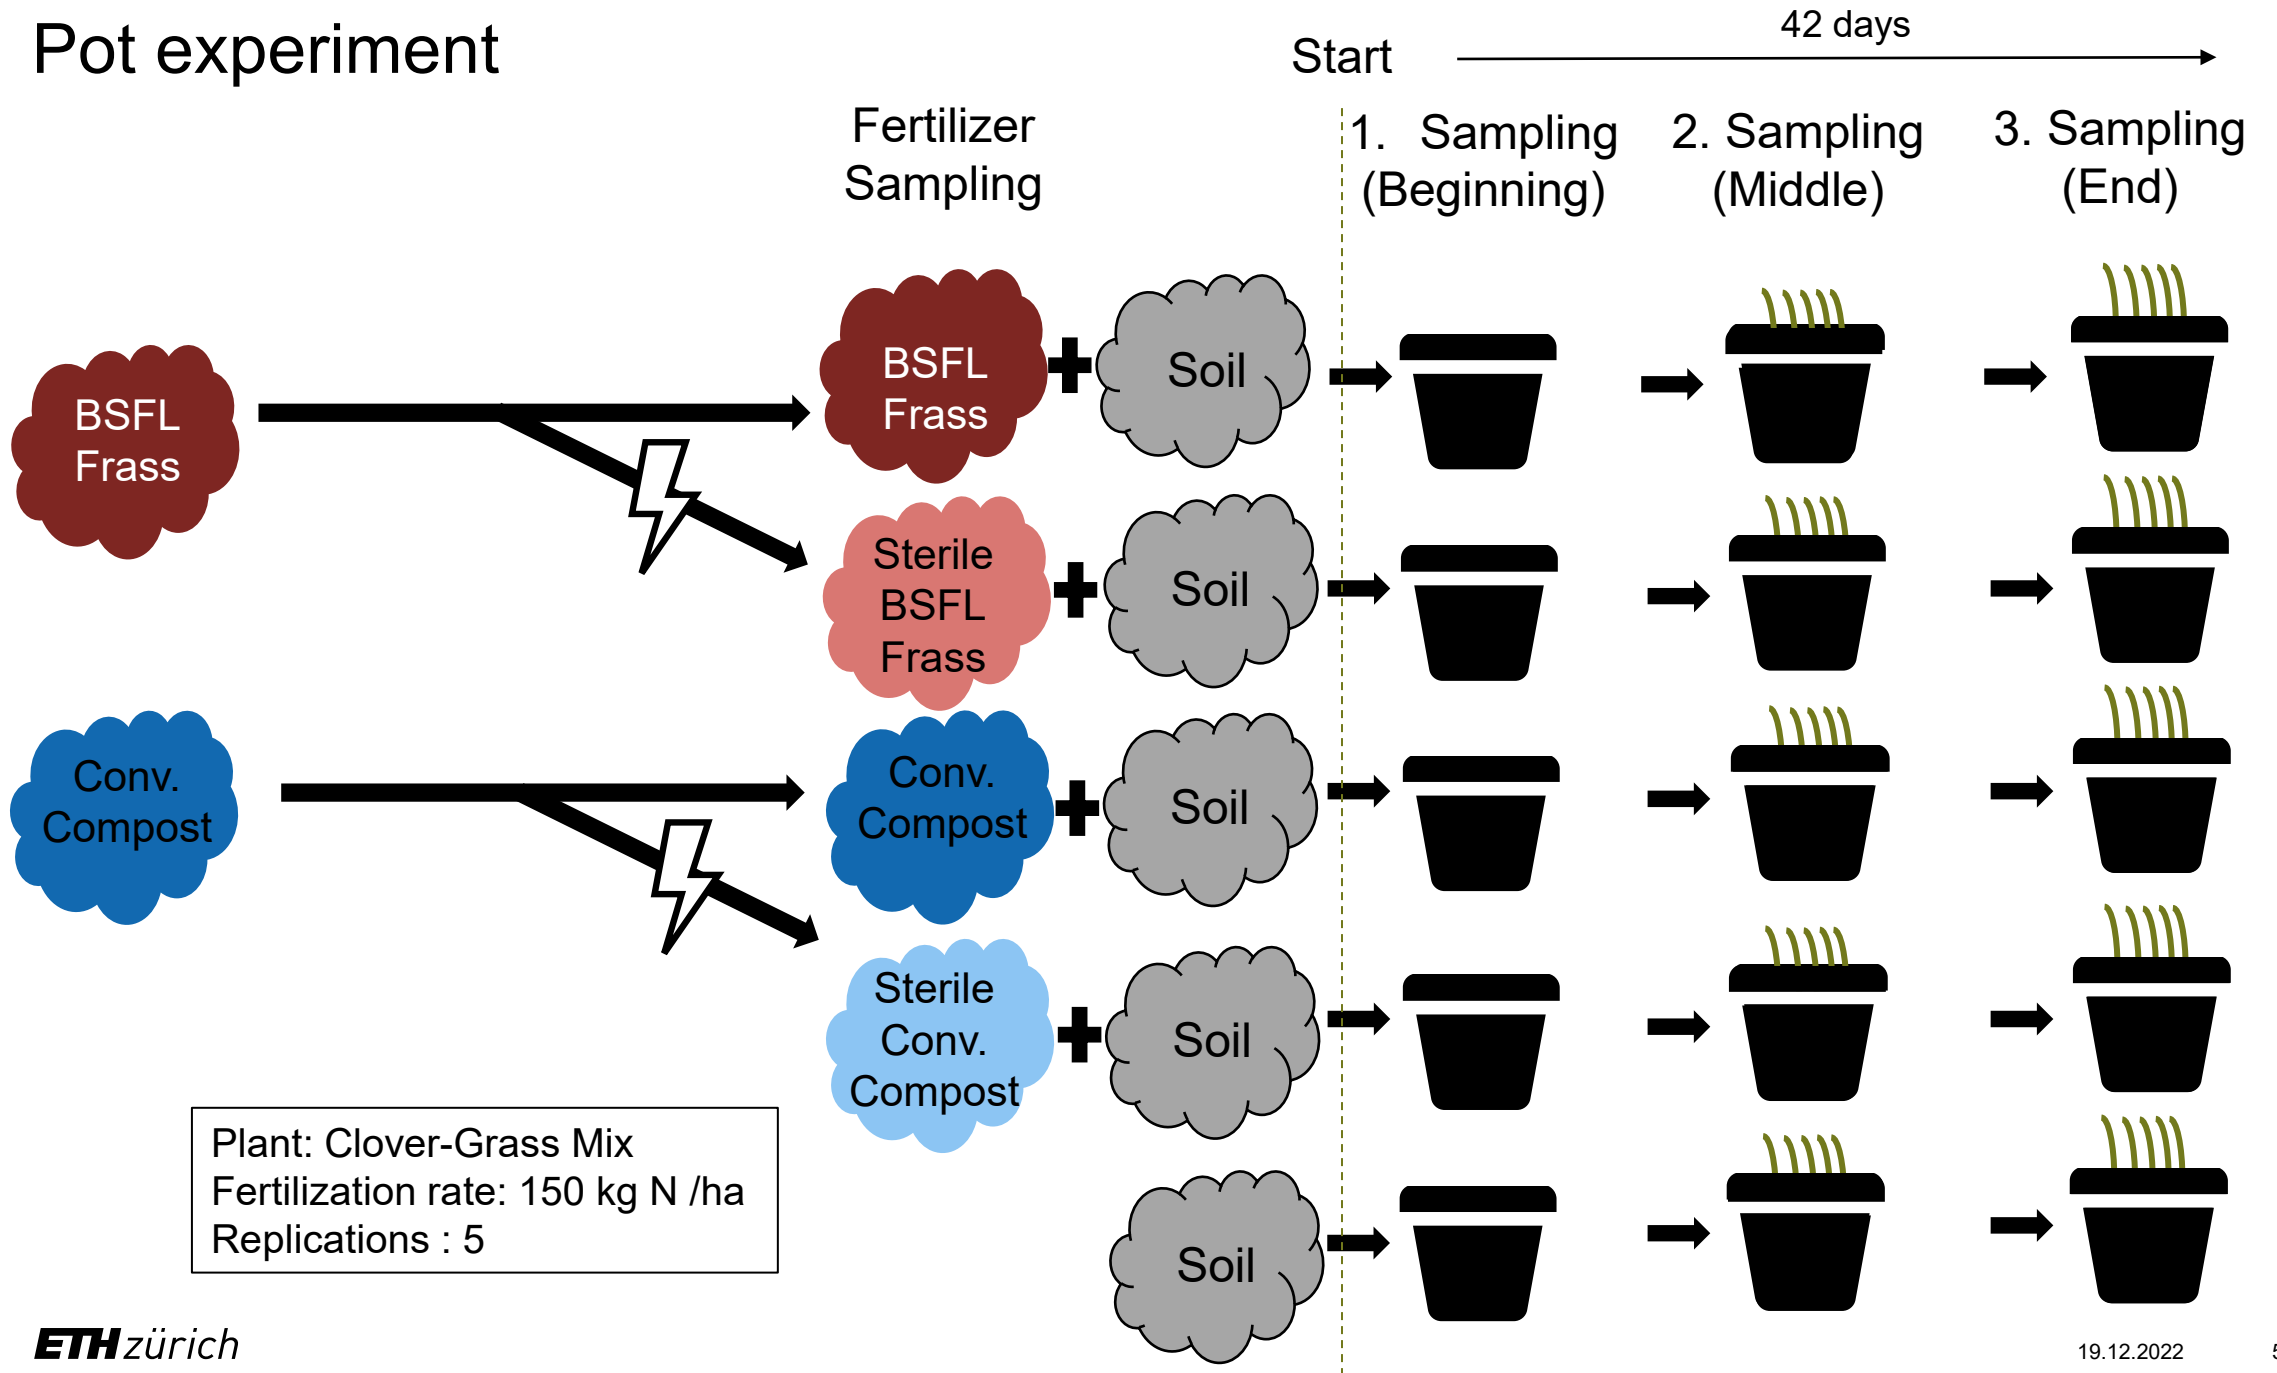 Pot experiment
Start
42 days
Fertilizer
Sampling
1. Sampling
(Beginning)
2. Sampling
(Middle)
3. Sampling
(End)
BSFL
Frass
BSFL
Frass
Soil
Sterile
BSFL
Frass
Soil
Conv.
Compost
Conv.
Compost
Soil
Sterile
Conv.
Compost
Soil
Soil
Plant: Clover-Grass Mix
Fertilization rate: 150 kg N /ha
Replications : 5
ETH zürich
19.12.2022
5